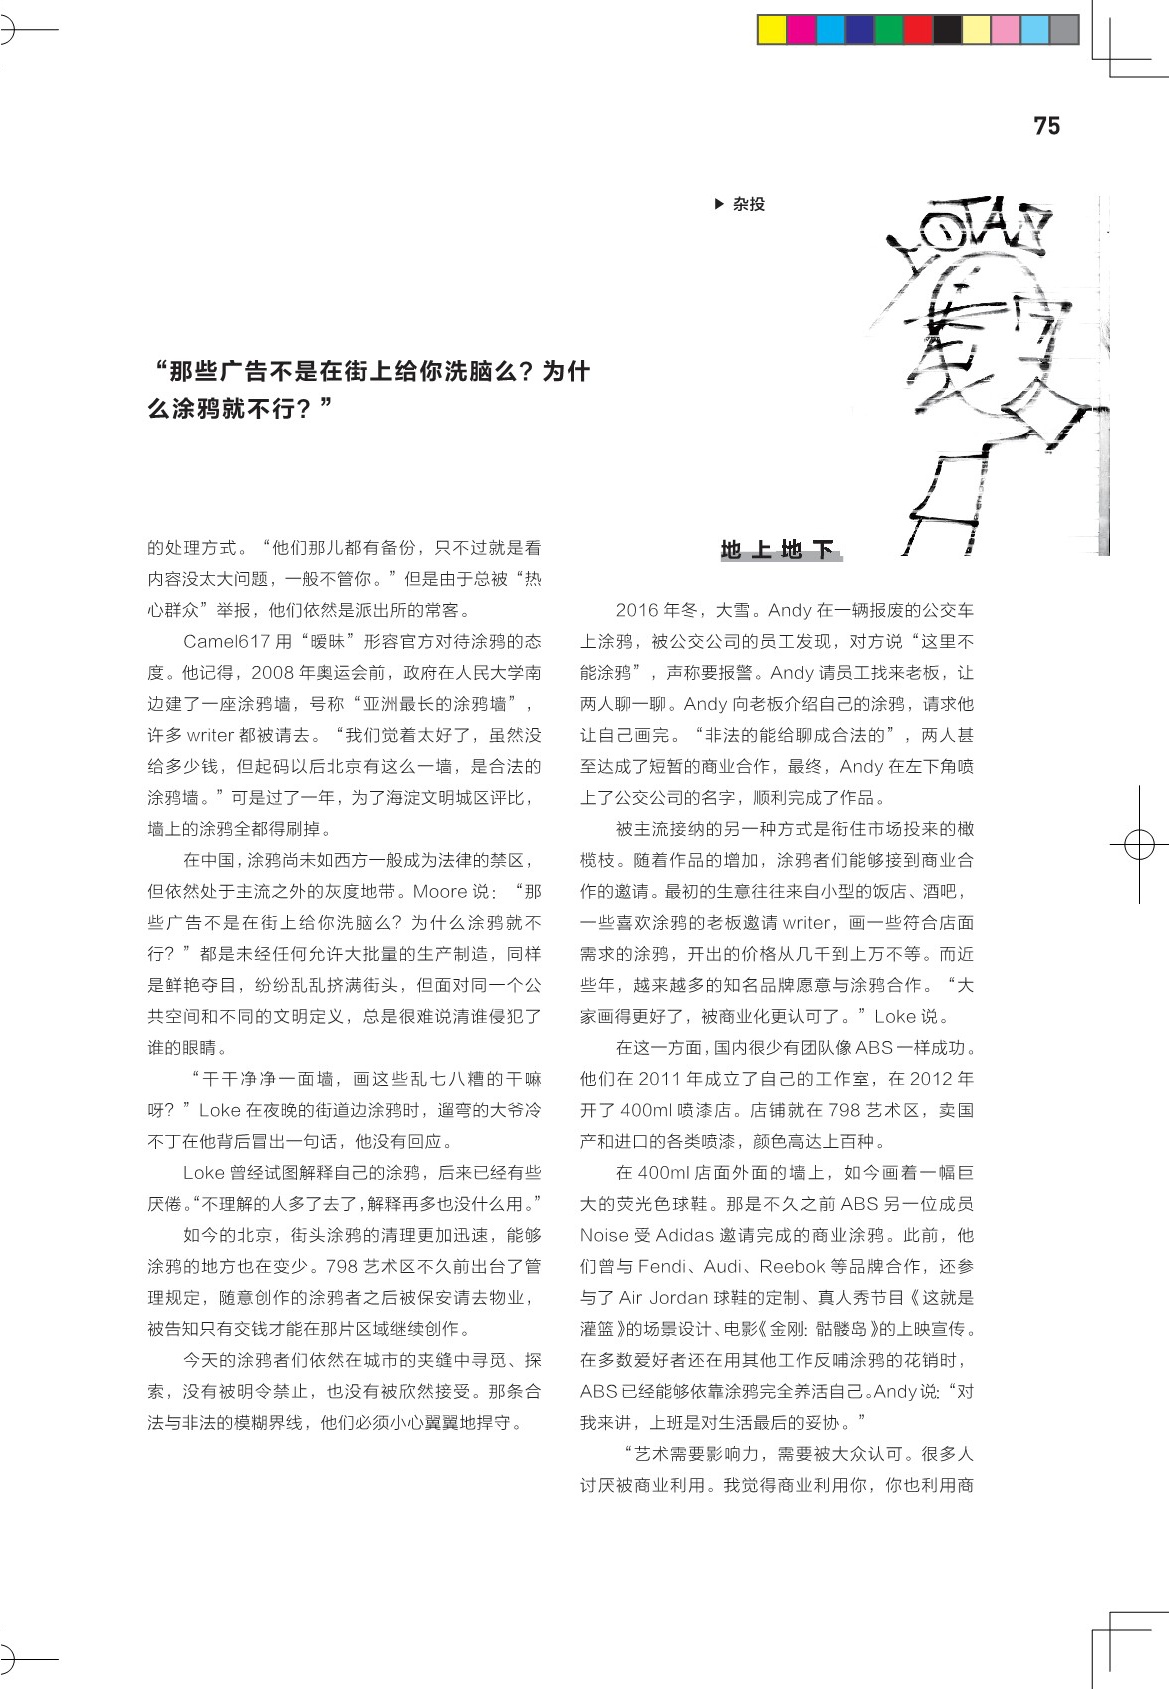 75
▶ 杂投
“那些广告不是在街上给你洗脑么？为什
么涂鸦就不行？”
的处理方式。“他们那儿都有备份，只不过就是看
内容没太大问题，一般不管你。”但是由于总被“热
心群众”举报，他们依然是派出所的常客。
Camel617 用“暧昧”形容官方对待涂鸦的态
度。他记得，2008 年奥运会前，政府在人民大学南
边建了一座涂鸦墙，号称“亚洲最长的涂鸦墙”，
许多 writer 都被请去。“我们觉着太好了，虽然没
给多少钱，但起码以后北京有这么一墙，是合法的
涂鸦墙。”可是过了一年，为了海淀文明城区评比，
墙上的涂鸦全都得刷掉。
在中国，涂鸦尚未如西方一般成为法律的禁区，
但依然处于主流之外的灰度地带。Moore 说：“那
些广告不是在街上给你洗脑么？为什么涂鸦就不
行？”都是未经任何允许大批量的生产制造，同样
是鲜艳夺目，纷纷乱乱挤满街头，但面对同一个公
共空间和不同的文明定义，总是很难说清谁侵犯了
谁的眼睛。
“干干净净一面墙，画这些乱七八糟的干嘛
呀？”Loke 在夜晚的街道边涂鸦时，遛弯的大爷冷
不丁在他背后冒出一句话，他没有回应。
Loke 曾经试图解释自己的涂鸦，后来已经有些
厌倦。“不理解的人多了去了，解释再多也没什么用。”
如今的北京，街头涂鸦的清理更加迅速，能够
涂鸦的地方也在变少。798 艺术区不久前出台了管
理规定，随意创作的涂鸦者之后被保安请去物业，
被告知只有交钱才能在那片区域继续创作。
今天的涂鸦者们依然在城市的夹缝中寻觅、探
索，没有被明令禁止，也没有被欣然接受。那条合
法与非法的模糊界线，他们必须小心翼翼地捍守。
地上地下
2016 年冬，大雪。Andy 在一辆报废的公交车
上涂鸦，被公交公司的员工发现，对方说“这里不
能涂鸦”，声称要报警。Andy 请员工找来老板，让
两人聊一聊。Andy 向老板介绍自己的涂鸦，请求他
让自己画完。“非法的能给聊成合法的”，两人甚
至达成了短暂的商业合作，最终，Andy 在左下角喷
上了公交公司的名字，顺利完成了作品。
被主流接纳的另一种方式是衔住市场投来的橄
榄枝。随着作品的增加，涂鸦者们能够接到商业合
作的邀请。最初的生意往往来自小型的饭店、酒吧，
一些喜欢涂鸦的老板邀请 writer，画一些符合店面
需求的涂鸦，开出的价格从几千到上万不等。而近
些年，越来越多的知名品牌愿意与涂鸦合作。“大
家画得更好了，被商业化更认可了。”Loke 说。
在这一方面，国内很少有团队像 ABS 一样成功。
他们在 2011 年成立了自己的工作室，在 2012 年
开了 400ml 喷漆店。店铺就在 798 艺术区，卖国
产和进口的各类喷漆，颜色高达上百种。
在 400ml 店面外面的墙上，如今画着一幅巨
大的荧光色球鞋。那是不久之前 ABS 另一位成员
Noise 受 Adidas 邀请完成的商业涂鸦。此前，他
们曾与 Fendi、Audi、Reebok 等品牌合作，还参
与了 Air Jordan 球鞋的定制、真人秀节目《这就是
灌篮》的场景设计、电影《金刚：骷髅岛》的上映宣传。
在多数爱好者还在用其他工作反哺涂鸦的花销时，
ABS 已经能够依靠涂鸦完全养活自己。Andy 说：“对
我来讲，上班是对生活最后的妥协。”
“艺术需要影响力，需要被大众认可。很多人
讨厌被商业利用。我觉得商业利用你，你也利用商